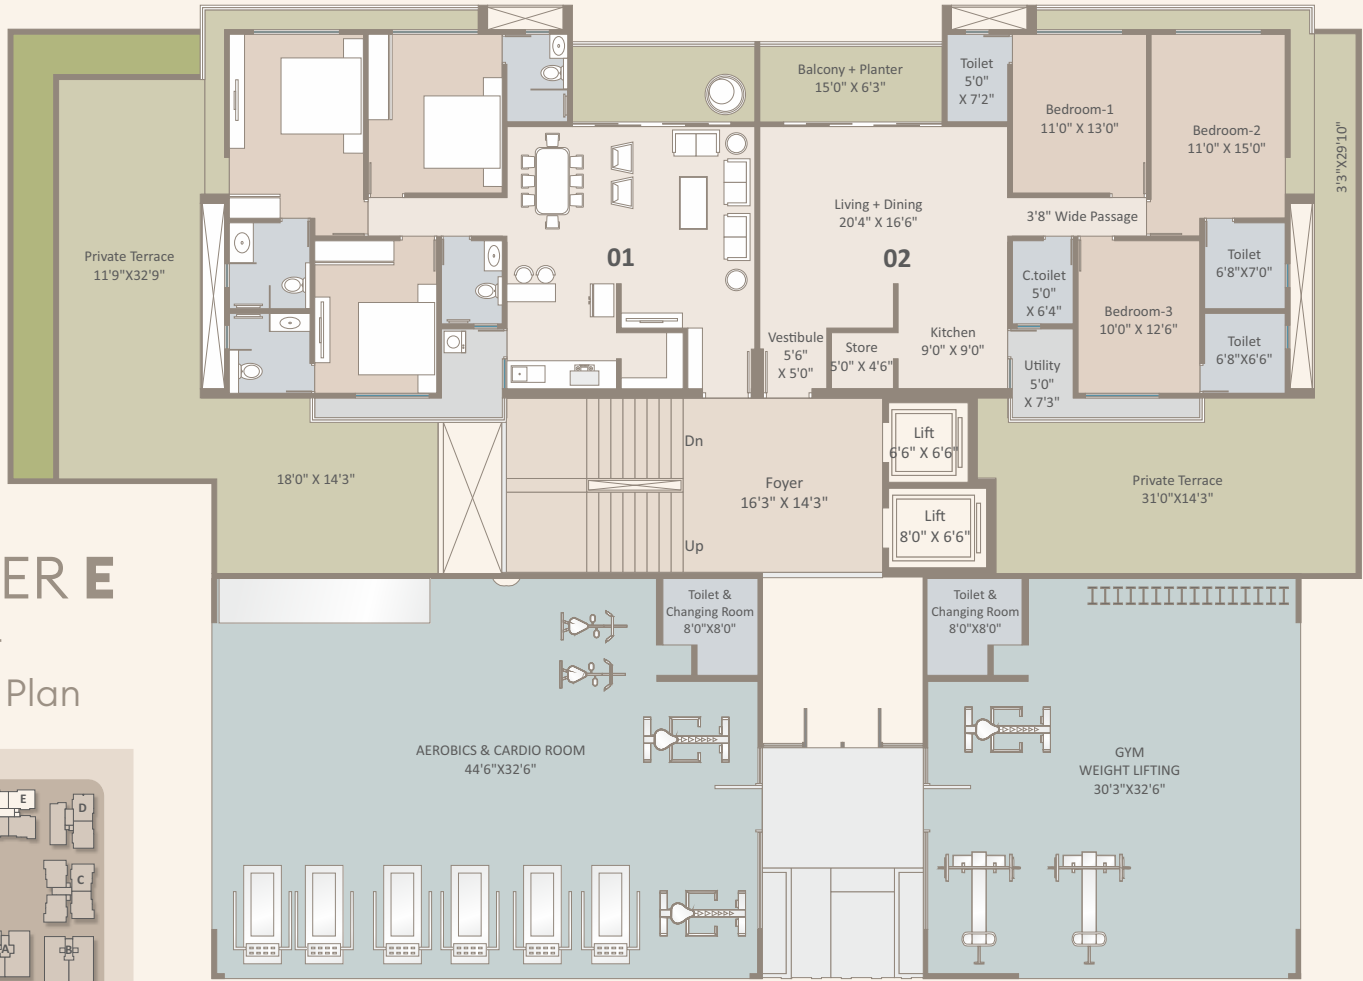 Balcony + Planter
15'0" X 6'3"
Toilet
5'0"
X 7'2"
Bedroom-1
11'0" X 13'0"
Bedroom-2
11'0" X 15'0"
3'3"X29'10"
Living + Dining
20'4" X 16'6"
3'8" Wide Passage
Private Terrace
11'9"X32'9"
01
02
C.toilet
5'0"
X 6'4"
Toilet
6'8"X7'0"
Bedroom-3
10'0" X 12'6"
Vestibule
5'6"
X 5'0"
Store
5'0" X 4'6"
Kitchen
9'0" X 9'0"
Toilet
6'8"X6'6"
Utility
5'0"
X 7'3"
Dn
Lift
6'6" X 6'6"
18'0" X 14'3"
Foyer
16'3" X 14'3"
Private Terrace
31'0"X14'3"
Lift
8'0" X 6'6"
Up
ER E
Plan
Toilet &
Changing Room
8'0"X8'0"
Toilet &
Changing Room
8'0"X8'0"
AEROBICS & CARDIO ROOM
44'6"X32'6"
GYM
WEIGHT LIFTING
30'3"X32'6"
E
D
C
A
B